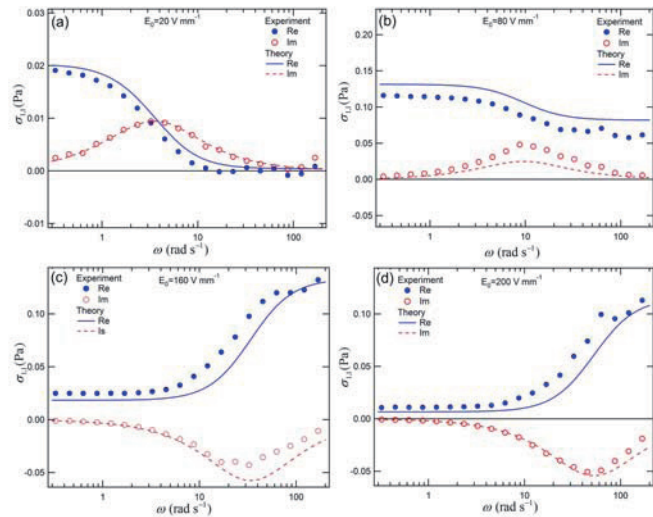 (a)
E₀=20 V mm⁻¹
Experiment
Re
Im
Theory
Re
Im
0.03
0.02
0.01
0.00
-0.01
σ₁,₁(Pa)
1
10
100
ω (rad s⁻¹)
(b)
E₀=80 V mm⁻¹
Experiment
Re
Im
Theory
Re
Im
0.20
0.15
0.10
0.05
0.00
-0.05
σ₁,₂(Pa)
1
10
100
ω (rad s⁻¹)
(c)
Experiment
E₀=160 V mm⁻¹
Re
Im
Theory
Re
Is
0.10
0.05
0.00
-0.05
σ₁,₁(Pa)
1
10
100
ω (rad s⁻¹)
(d)
Experiment
E₀=200 V mm⁻¹
Re
Im
Theory
Re
Im
0.10
0.05
0.00
-0.05
1
10
100
ω (rad s⁻¹)